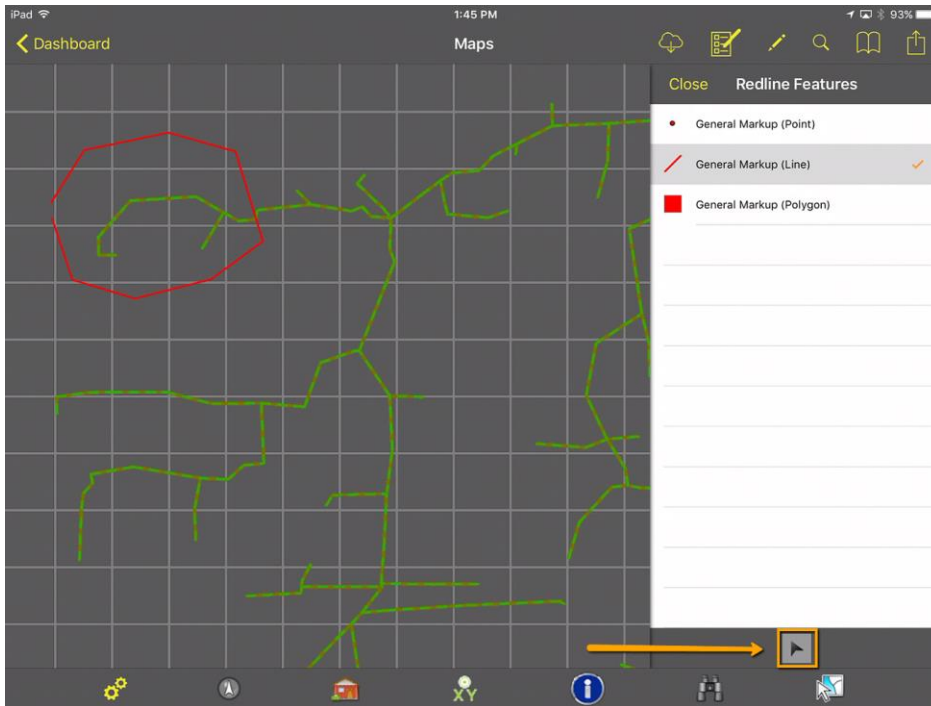 iPad 1:45 PM 93%
Dashboard Maps
Close Redline Features
General Markup (Point)
General Markup (Line)
General Markup (Polygon)
XY
i